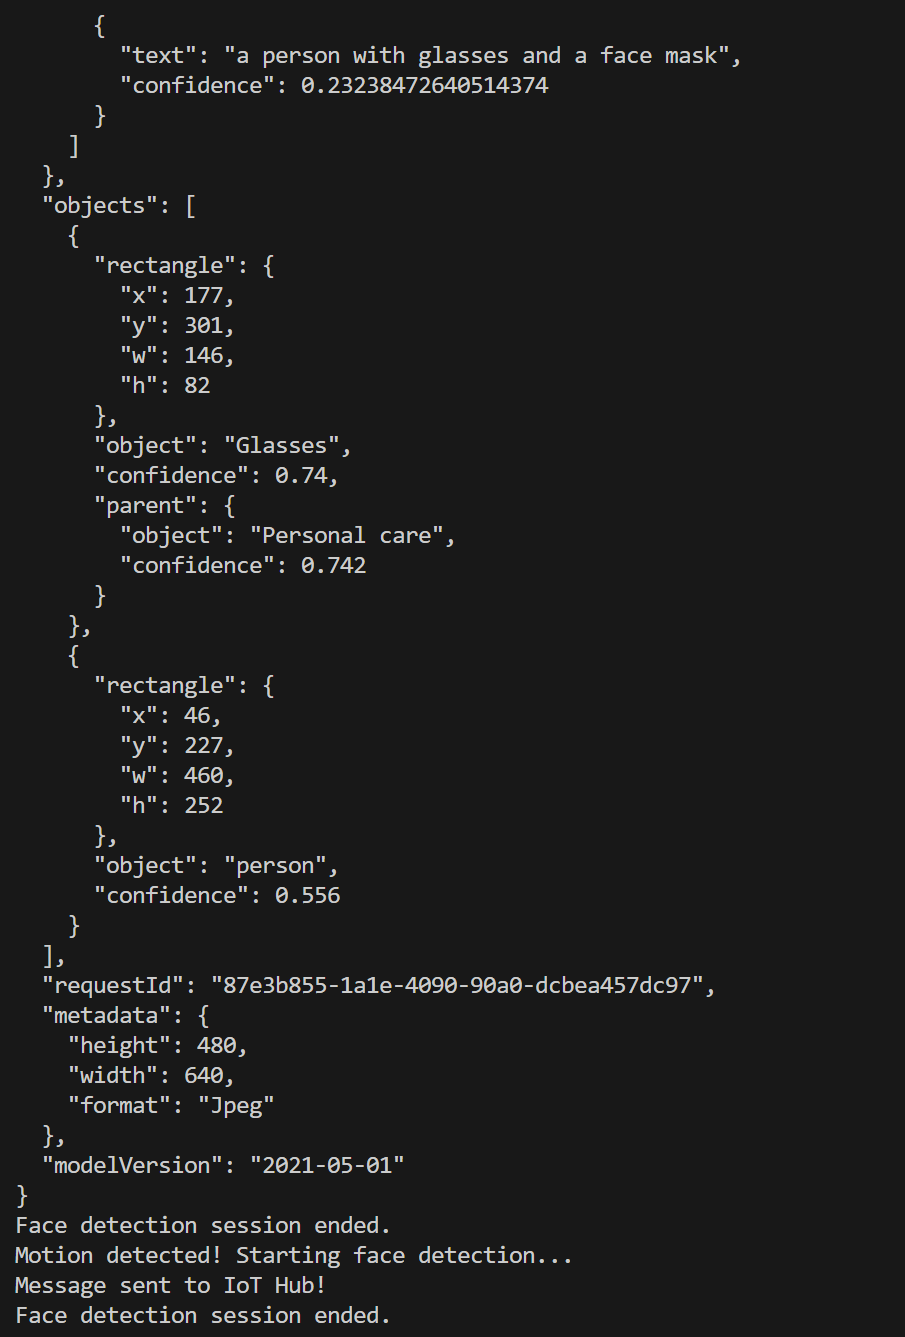 {
"text": "a person with glasses and a face mask",
"confidence": 0.23238472640514374
}
]
},
"objects": [
{
"rectangle": {
"x": 177,
"y": 301,
"w": 146,
"h": 82
},
"object": "Glasses",
"confidence": 0.74,
"parent": {
"object": "Personal care",
"confidence": 0.742
}
},
{
"rectangle": {
"x": 46,
"y": 227,
"w": 460,
"h": 252
},
"object": "person",
"confidence": 0.556
}
],
"requestId": "87e3b855-1a1e-4090-90a0-dcbea457dc97",
"metadata": {
"height": 480,
"width": 640,
"format": "Jpeg"
},
"modelVersion": "2021-05-01"
}
Face detection session ended.
Motion detected! Starting face detection...
Message sent to IoT Hub!
Face detection session ended.